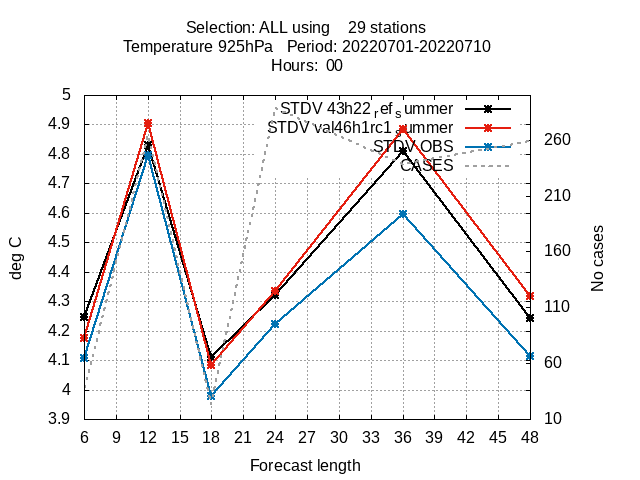 Selection: ALL using    29 stations
Temperature 925hPa   Period: 20220701-20220710
Hours:  00
5
4.9
4.8
4.7
4.6
4.5
4.4
4.3
4.2
4.1
4
3.9
deg C
STDV 43h22_ref_summer
STDV val46h1rc1_summer
STDV OBS
CASES
260
210
160
110
60
10
No cases
6 9 12 15 18 21 24 27 30 33 36 39 42 45 48
Forecast length